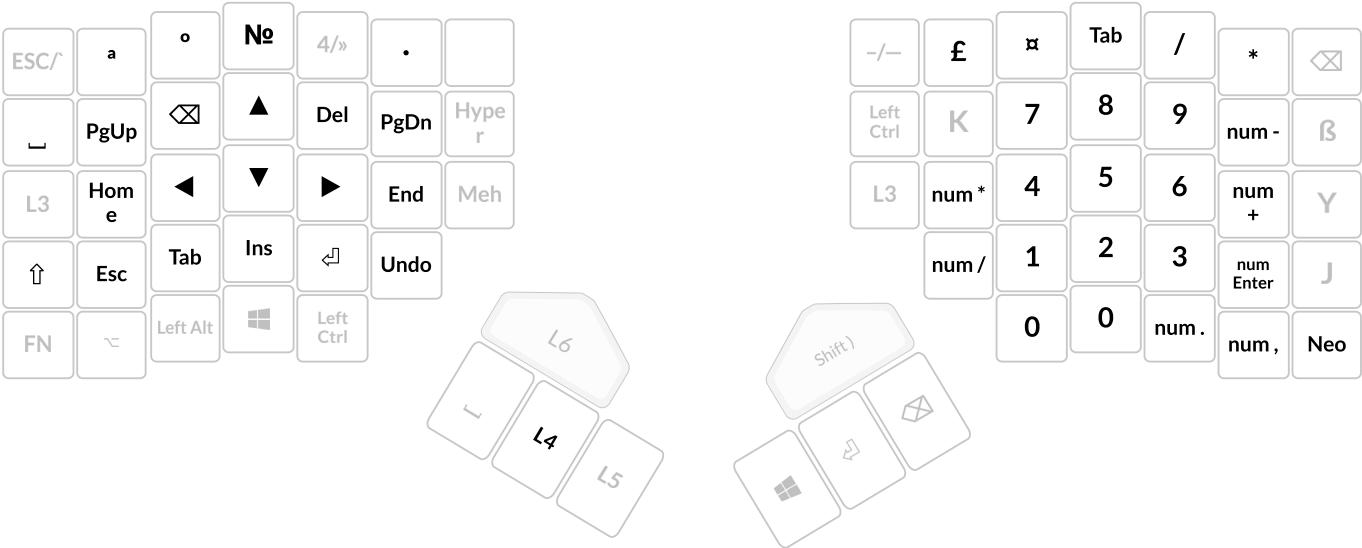 ESC/`
ª
º
№
4/»
·
–/—
£
¤
Tab
/
*
⌫
␣
PgUp
⌫
▲
Del
PgDn
Hype
r
Left
Ctrl
K
7
8
9
num -
ß
L3
Hom
e
◀
▼
▶
End
Meh
L3
num *
4
5
6
num
+
Y
⇧
Esc
Tab
Ins
⏎
Undo
num /
1
2
3
num
Enter
J
FN
⌥
Left Alt
Left
Ctrl
0
0
num .
num ,
Neo
L6
Shift )
␣
L4
L5
⏎
⌫